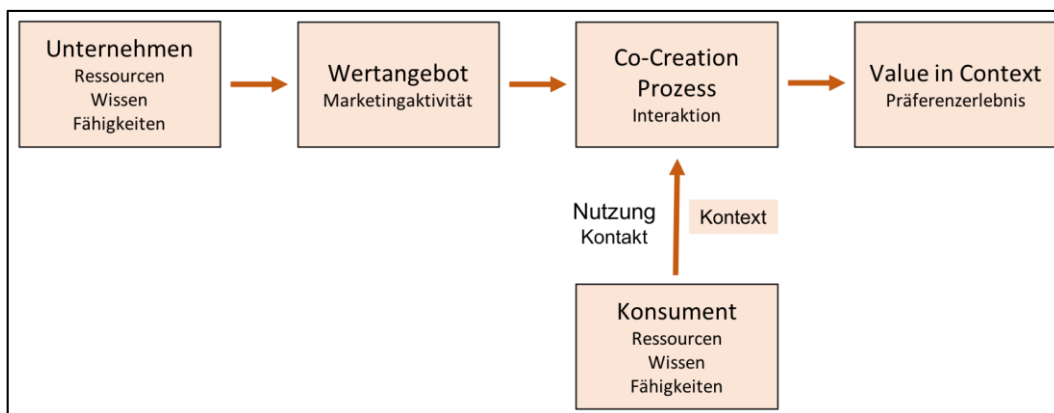 Unternehmen
Ressourcen
Wissen
Fähigkeiten
Wertangebot
Marketingaktivität
Co-Creation
Prozess
Interaktion
Value in Context
Präferenzerlebnis
Nutzung
Kontakt
Kontext
Konsument
Ressourcen
Wissen
Fähigkeiten